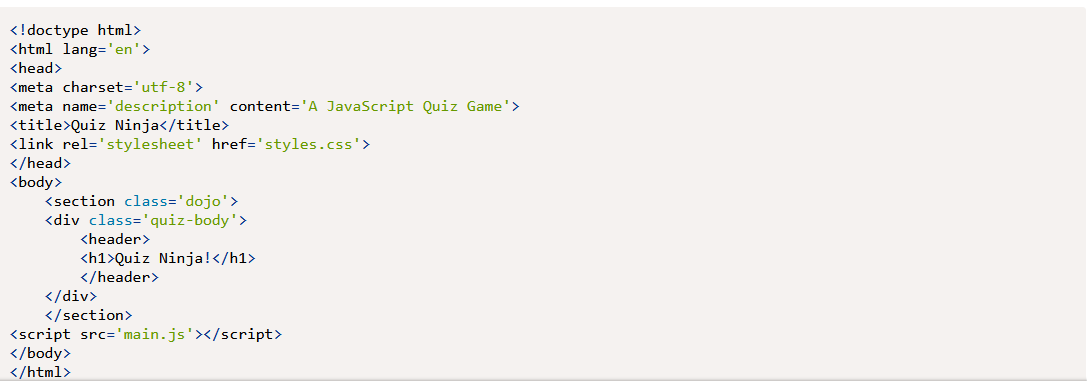 <!doctype html>
<html lang='en'>
<head>
<meta charset='utf-8'>
<meta name='description' content='A JavaScript Quiz Game'>
<title>Quiz Ninja</title>
<link rel='stylesheet' href='styles.css'>
</head>
<body>
    <section class='dojo'>
    <div class='quiz-body'>
        <header>
        <h1>Quiz Ninja!</h1>
        </header>
    </div>
    </section>
<script src='main.js'></script>
</body>
</html>